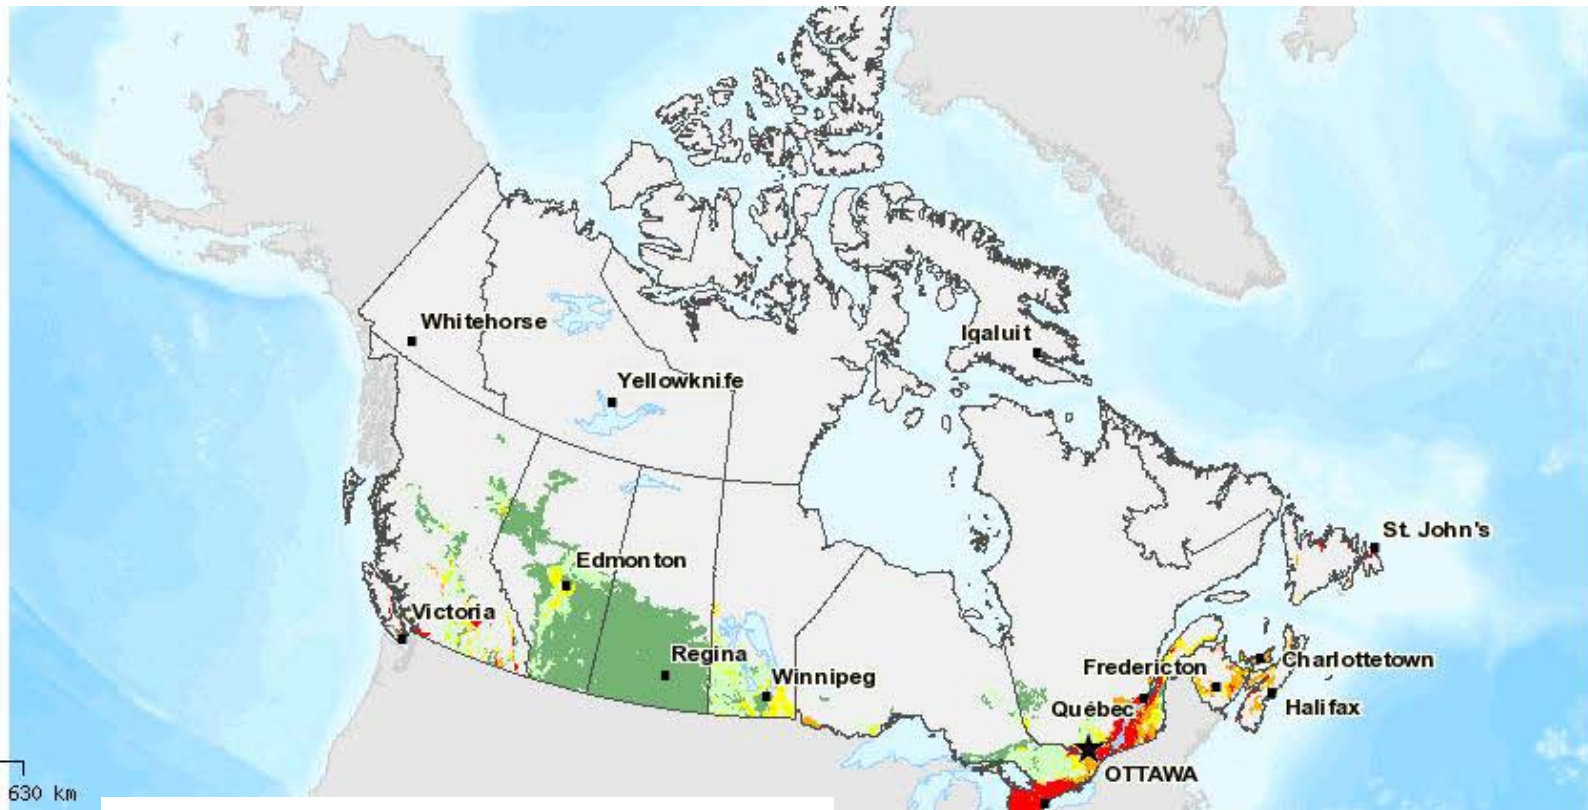 Whitehorse
Iqaluit
Yellowknife
St. John's
Edmonton
Victoria
Regina
Fredericton
Charlottetown
Winnipeg
Québec
Halifax
OTTAWA
630 km